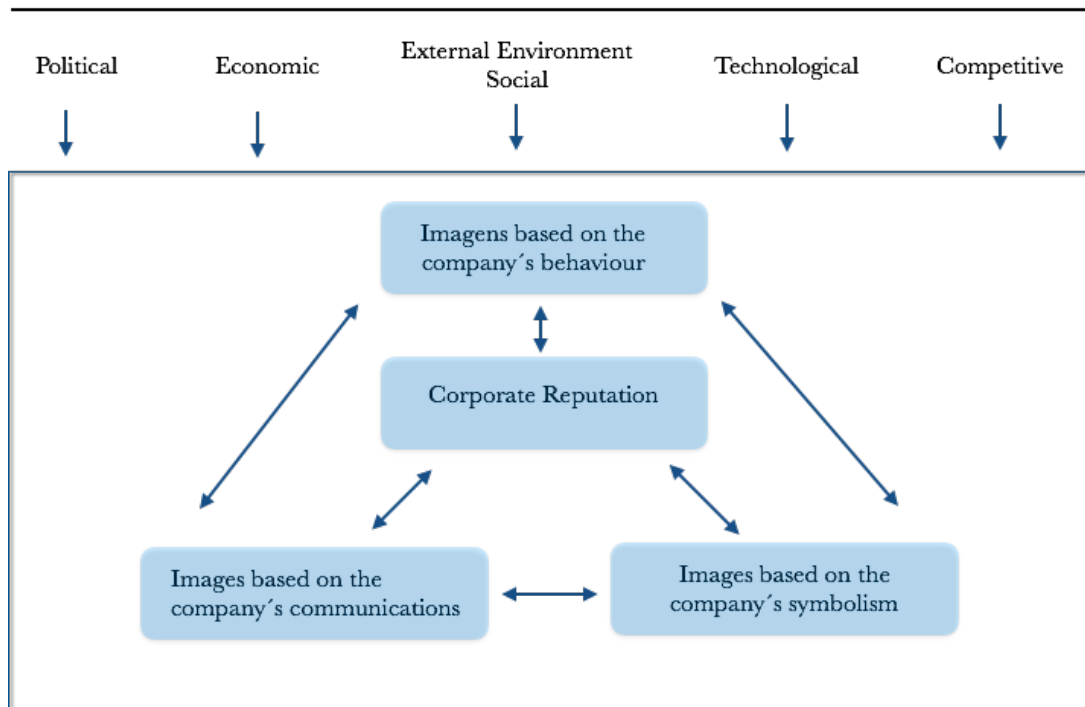 External Environment
Political
Economic
Social
Technological
Competitive
Imagens based on the
company´s behaviour
Corporate Reputation
Images based on the
company´s communications
Images based on the
company´s symbolism